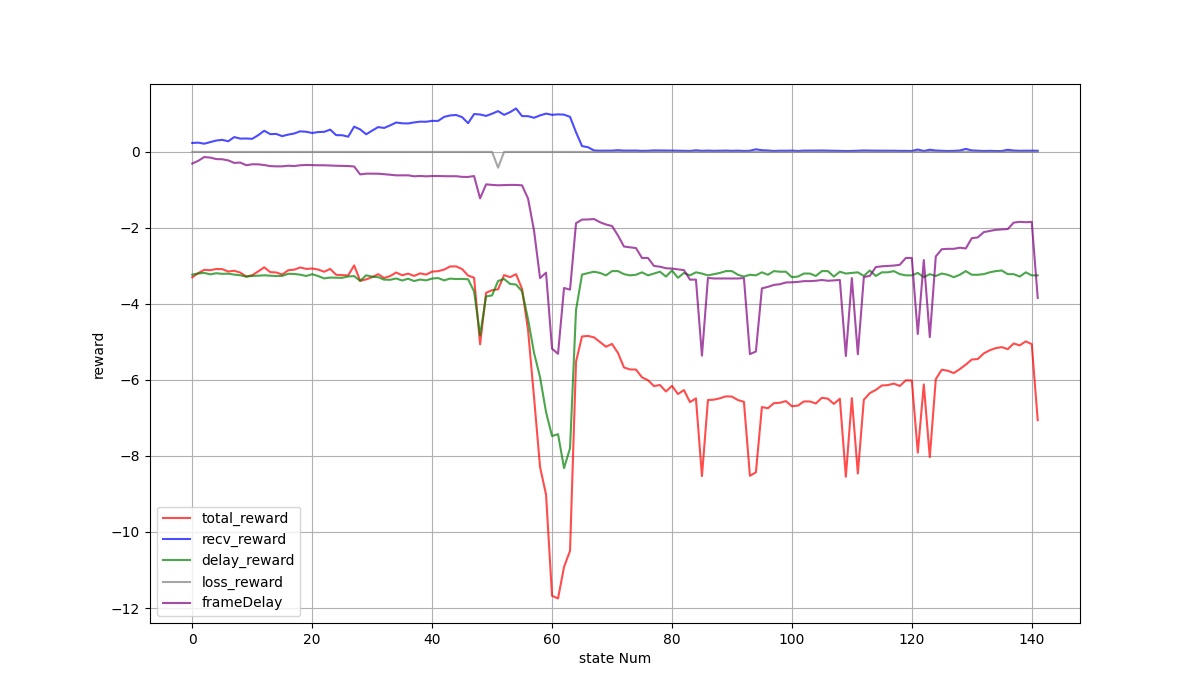 0
−2
−4
−6
−8
−10
−12
reward
total_reward
recv_reward
delay_reward
loss_reward
frameDelay
0 20 40 60 80 100 120 140
state Num